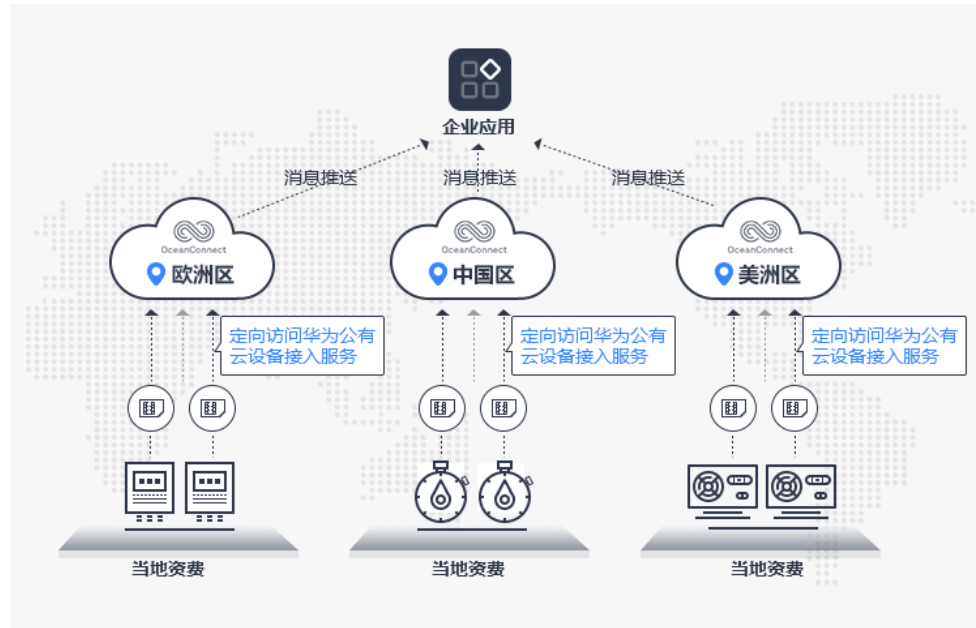 企业应用
消息推送
消息推送
消息推送
OceanConnect
欧洲区
OceanConnect
中国区
OceanConnect
美洲区
定向访问华为公有
云设备接入服务
定向访问华为公有
云设备接入服务
定向访问华为公有
云设备接入服务
当地资费
当地资费
当地资费